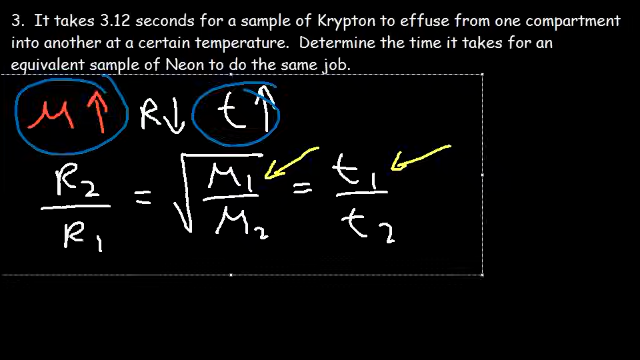 3. It takes 3.12 seconds for a sample of Krypton to effuse from one compartment
into another at a certain temperature. Determine the time it takes for an
equivalent sample of Neon to do the same job.
M↑ R↓ t↑
R₂/R₁ = √(M₁/M₂) = t₁/t₂